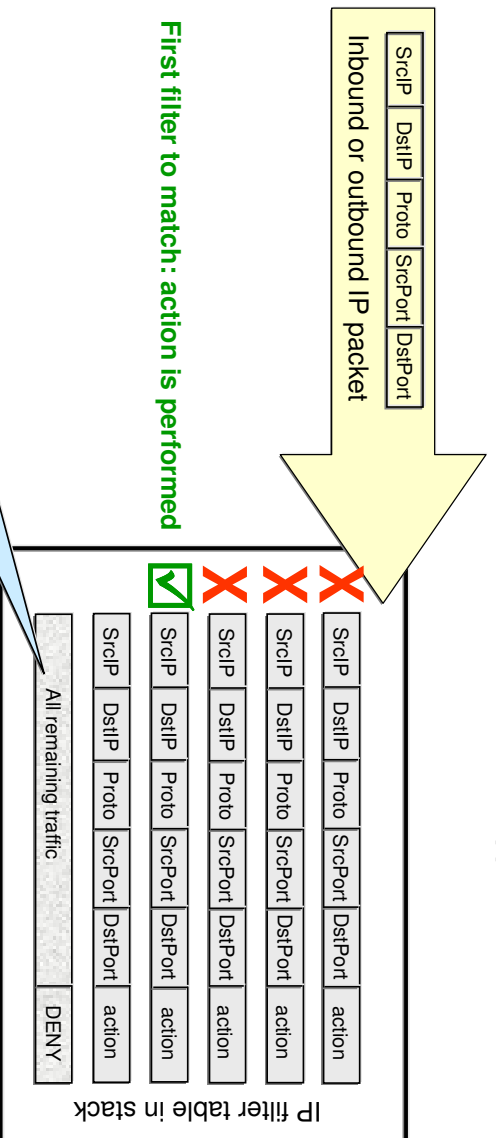 SrcIP DstIP Proto SrcPort DstPort
Inbound or outbound IP packet
First filter to match: action is performed
IP filter table in stack
SrcIP DstIP Proto SrcPort DstPort action
SrcIP DstIP Proto SrcPort DstPort action
SrcIP DstIP Proto SrcPort DstPort action
SrcIP DstIP Proto SrcPort DstPort action
SrcIP DstIP Proto SrcPort DstPort action
All remaining traffic DENY